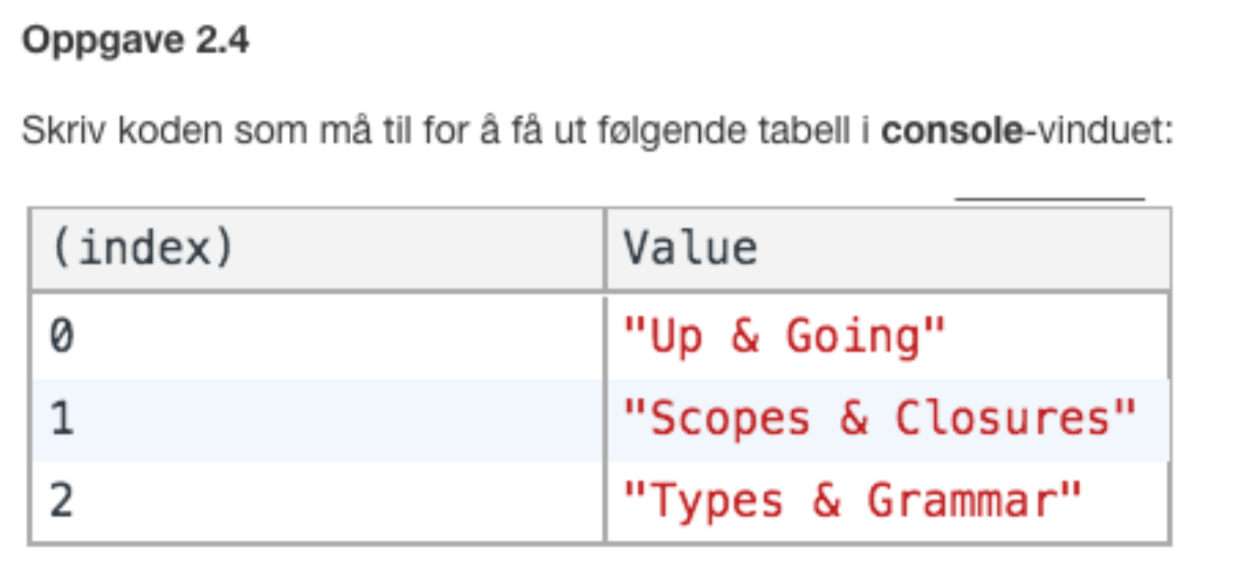 Oppgave 2.4
Skriv koden som må til for å få ut følgende tabell i console-vinduet:
(index) Value
0 "Up & Going"
1 "Scopes & Closures"
2 "Types & Grammar"